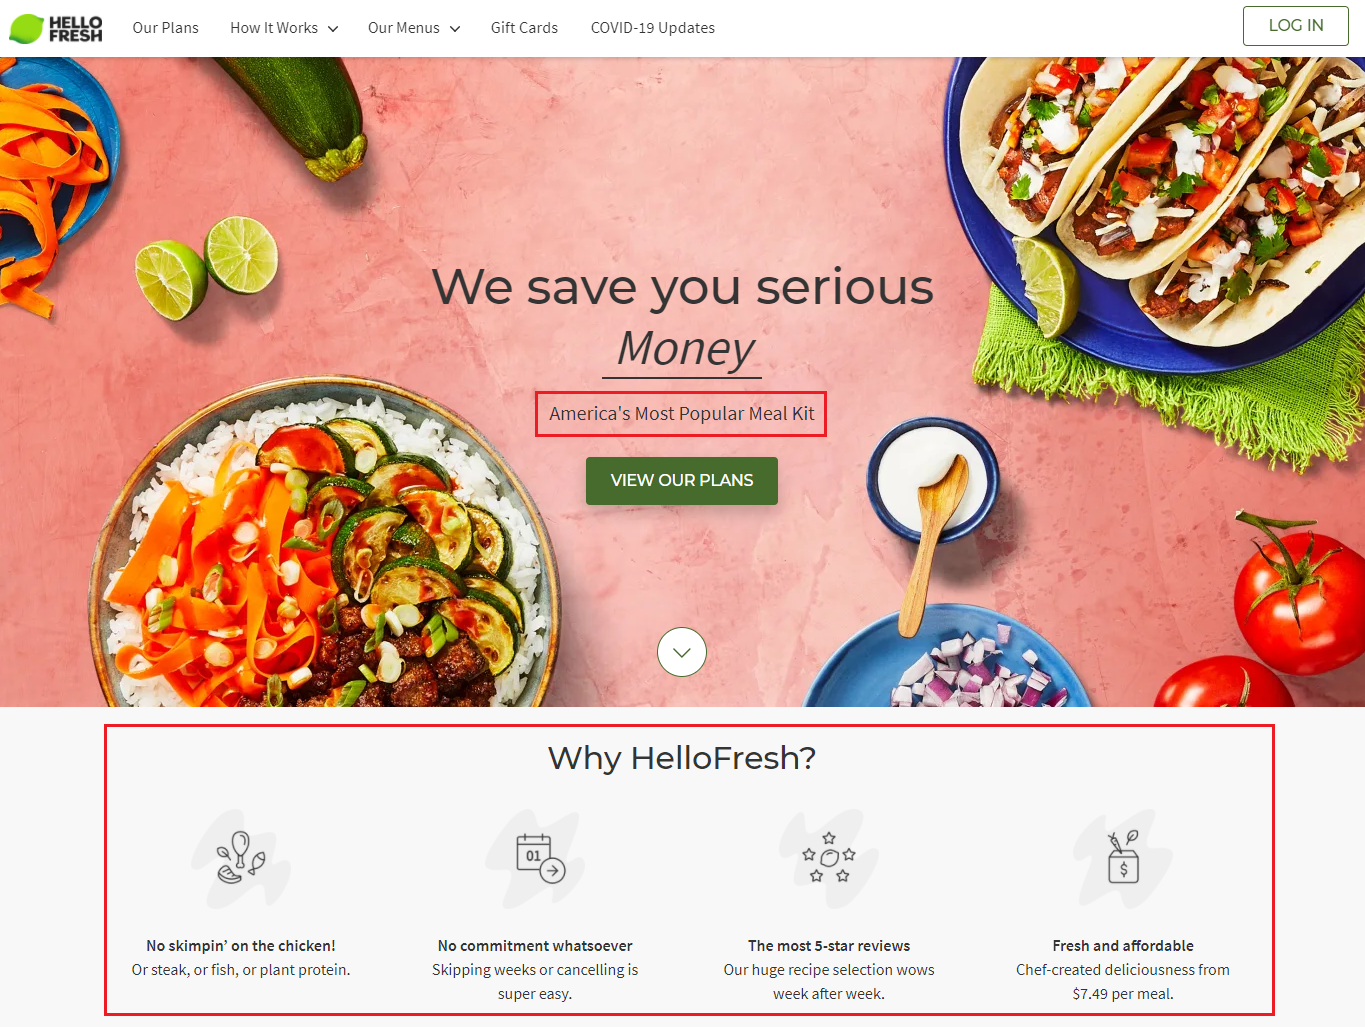 HELLO
FRESH
Our Plans
How It Works
Our Menus
Gift Cards
COVID-19 Updates
LOG IN
We save you serious
Money
America's Most Popular Meal Kit
VIEW OUR PLANS
Why HelloFresh?
01
$
No skimpin’ on the chicken!
Or steak, or fish, or plant protein.
No commitment whatsoever
Skipping weeks or cancelling is
super easy.
The most 5-star reviews
Our huge recipe selection wows
week after week.
Fresh and affordable
Chef-created deliciousness from
$7.49 per meal.